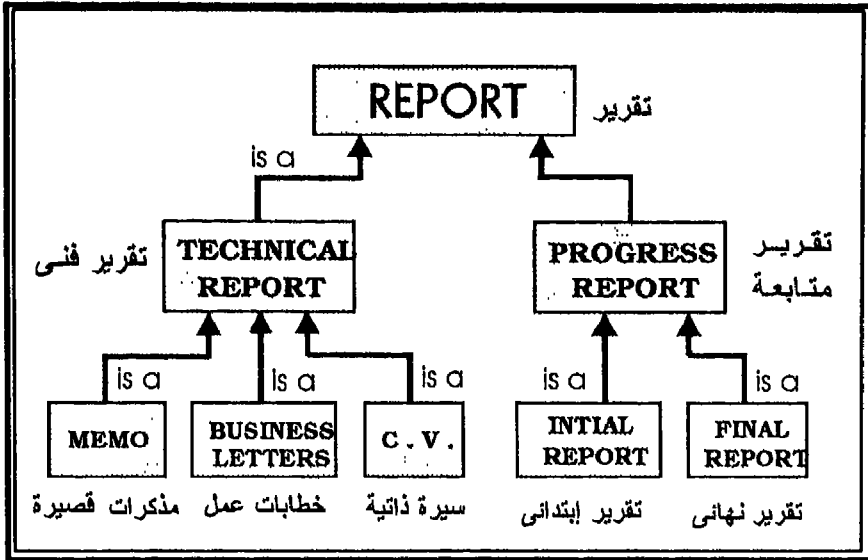 REPORT
تقرير
is a
TECHNICAL
REPORT
تقرير فنى
PROGRESS
REPORT
تقرير
متابعة
is a
is a
is a
is a
is a
MEMO
BUSINESS
LETTERS
C . V .
INTIAL
REPORT
FINAL
REPORT
مذكرات قصيرة
خطابات عمل
سيرة ذاتية
تقرير إبتدائى
تقرير نهائى